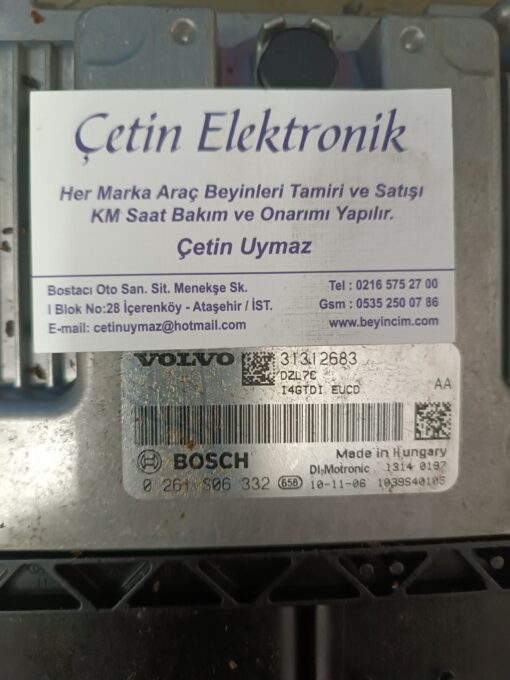 Çetin Elektronik
Her Marka Araç Beyinleri Tamiri ve Satışı
KM Saat Bakım ve Onarımı Yapılır.
Çetin Uymaz
Bostacı Oto San. Sit. Menekşe Sk.
I Blok No:28 İçerenköy - Ataşehir / İST.
E-mail: cetinuymaz@hotmail.com
Tel : 0216 575 27 00
Gsm : 0535 250 07 86
www.beyincim.com
VOLVO 31312683
DZL7C
I4GTDI EUCD AA
Made in Hungary
BOSCH DI-Motronic 1314 0187
0 261 S06 332 658 10-11-06 1039S40105